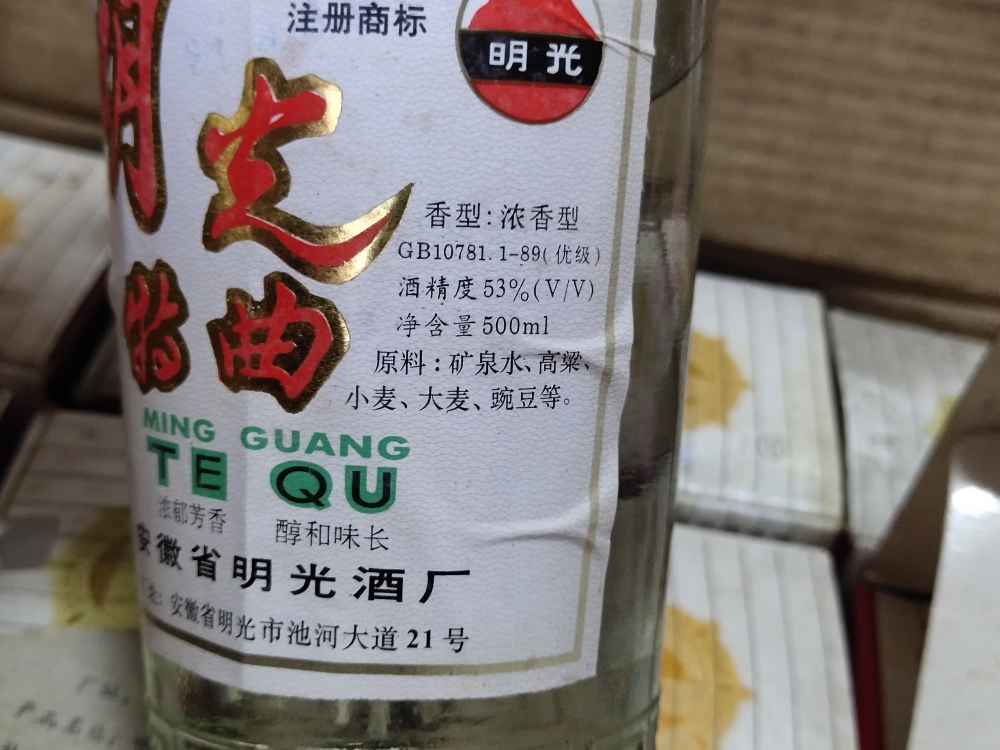 注册商标
明光
明光
香型:浓香型
GB10781.1-89(优级)
酒精度53%(V/V)
净含量500ml
原料:矿泉水、高粱、
小麦、大麦、豌豆等。
特曲
MING GUANG
TE QU
浓郁芳香 醇和味长
安徽省明光酒厂
安徽省明光市池河大道21号